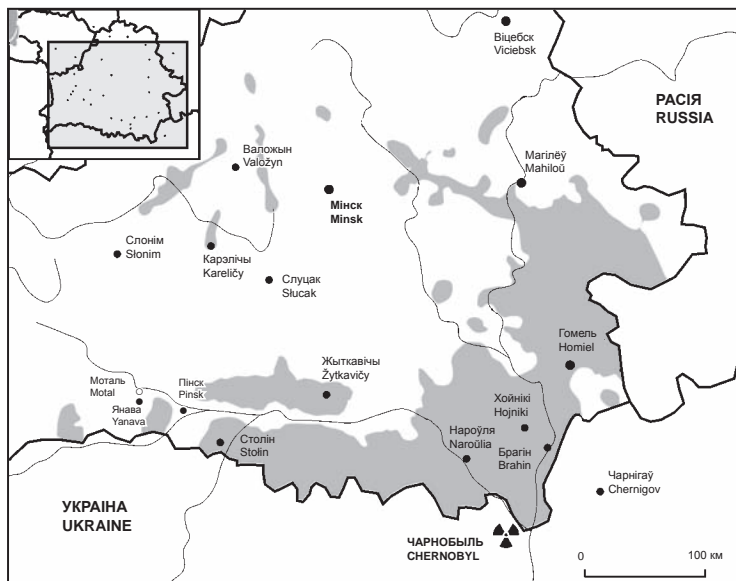 Віцебск
Viciebsk
РАСІЯ
RUSSIA
Магілёў
Mahiloŭ
Валожын
Valožyn
Мінск
Minsk
Слонім
Słonim
Карэлічы
Kareličy
Слуцак
Słucak
Гомель
Homiel
Жыткавічы
Žytkavičy
Моталь
Motal
Пінск
Pinsk
Янава
Yanava
Хойнікі
Hojniki
Нароўля
Naroŭlia
Брагін
Brahin
Столін
Stolin
Чарнігаў
Chernigov
УКРАІНА
UKRAINE
ЧАРНОБЫЛЬ
CHERNOBYL
0 100 км